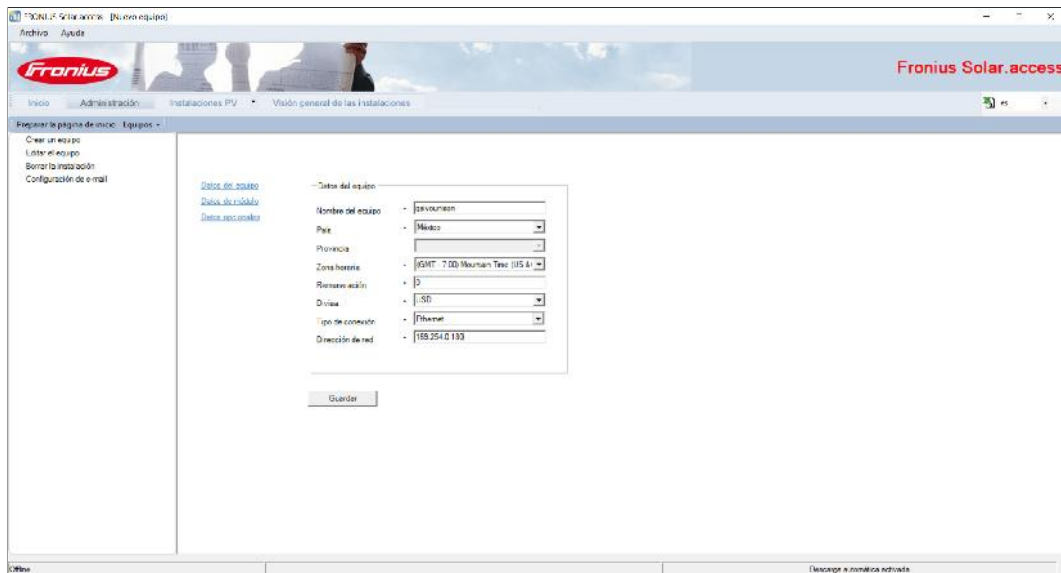 FRONIUS Solar.access - [Nuevo equipo]
Archivo Ayuda
Fronius
Fronius Solar.access
Inicio Administración Instalaciones PV Visión general de las instalaciones es
Preparar la página de inicio Equipos
Crear un equipo
Editar el equipo
Borrar la instalación
Configuración de e-mail
Datos del equipo
Datos de módulo
Datos opcionales
Datos del equipo
Nombre del equipo galvounison
País México
Provincia
Zona horaria (GMT - 7:00) Mountain Time (US &
Remuneración 0
Divisa USD
Tipo de conexión Ethernet
Dirección de red 169.254.0.180
Guardar
Offline Descarga automática activada